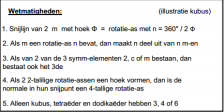 Wetmatigheden: (illustratie kubus)
1. Snijlijn van 2 m met hoek Φ = rotatie-as met n = 360° / 2 Φ
2. Als m een rotatie-as n bevat, dan maakt n deel uit van n m-en
3. Als van 2 van de 3 symm-elementen 2, c of m bestaan, dan
bestaat ook het 3de
4. Als 2 2-tallige rotatie-assen een hoek vormen, dan is de
normale in hun snijpunt een 4-tallige rotatie-as
5. Alleen kubus, tetraëder en dodikaëder hebben 3, 4 of 6